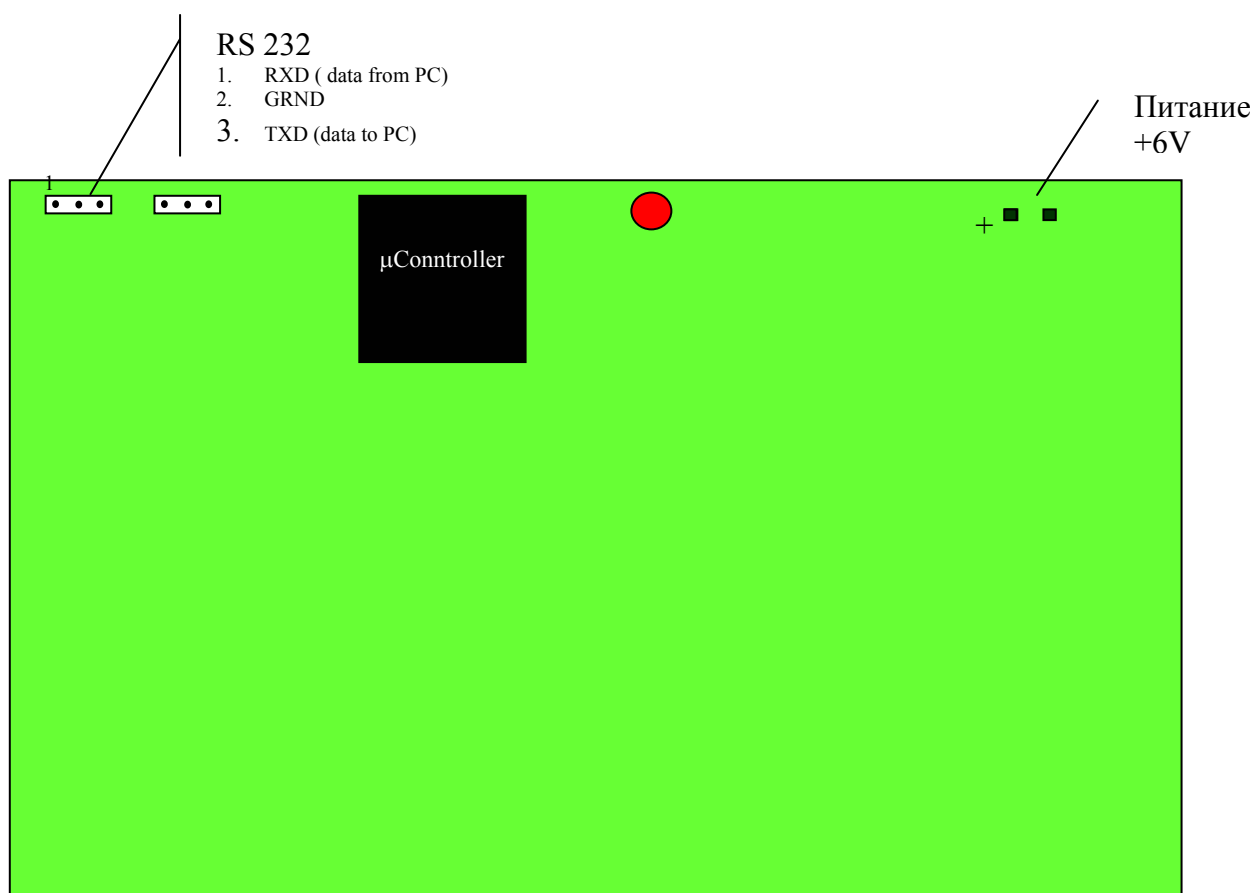 RS 232
1. RXD ( data from PC)
2. GRND
3. TXD (data to PC)
Питание
+6V
1
+
μConntroller